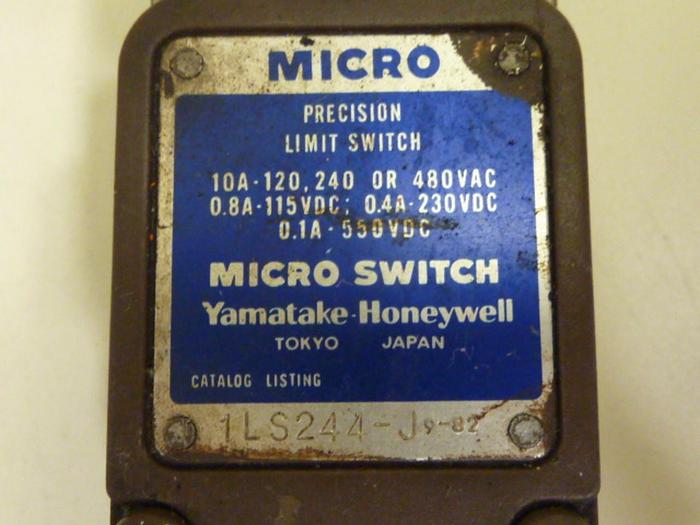 MICRO
PRECISION
LIMIT SWITCH
10A-120,240 OR 480VAC
0.8A-115VDC; 0.4A-230VDC
0.1A-550VDC
MICRO SWITCH
Yamatake-Honeywell
TOKYO JAPAN
CATALOG LISTING
1LS244-J 9-82